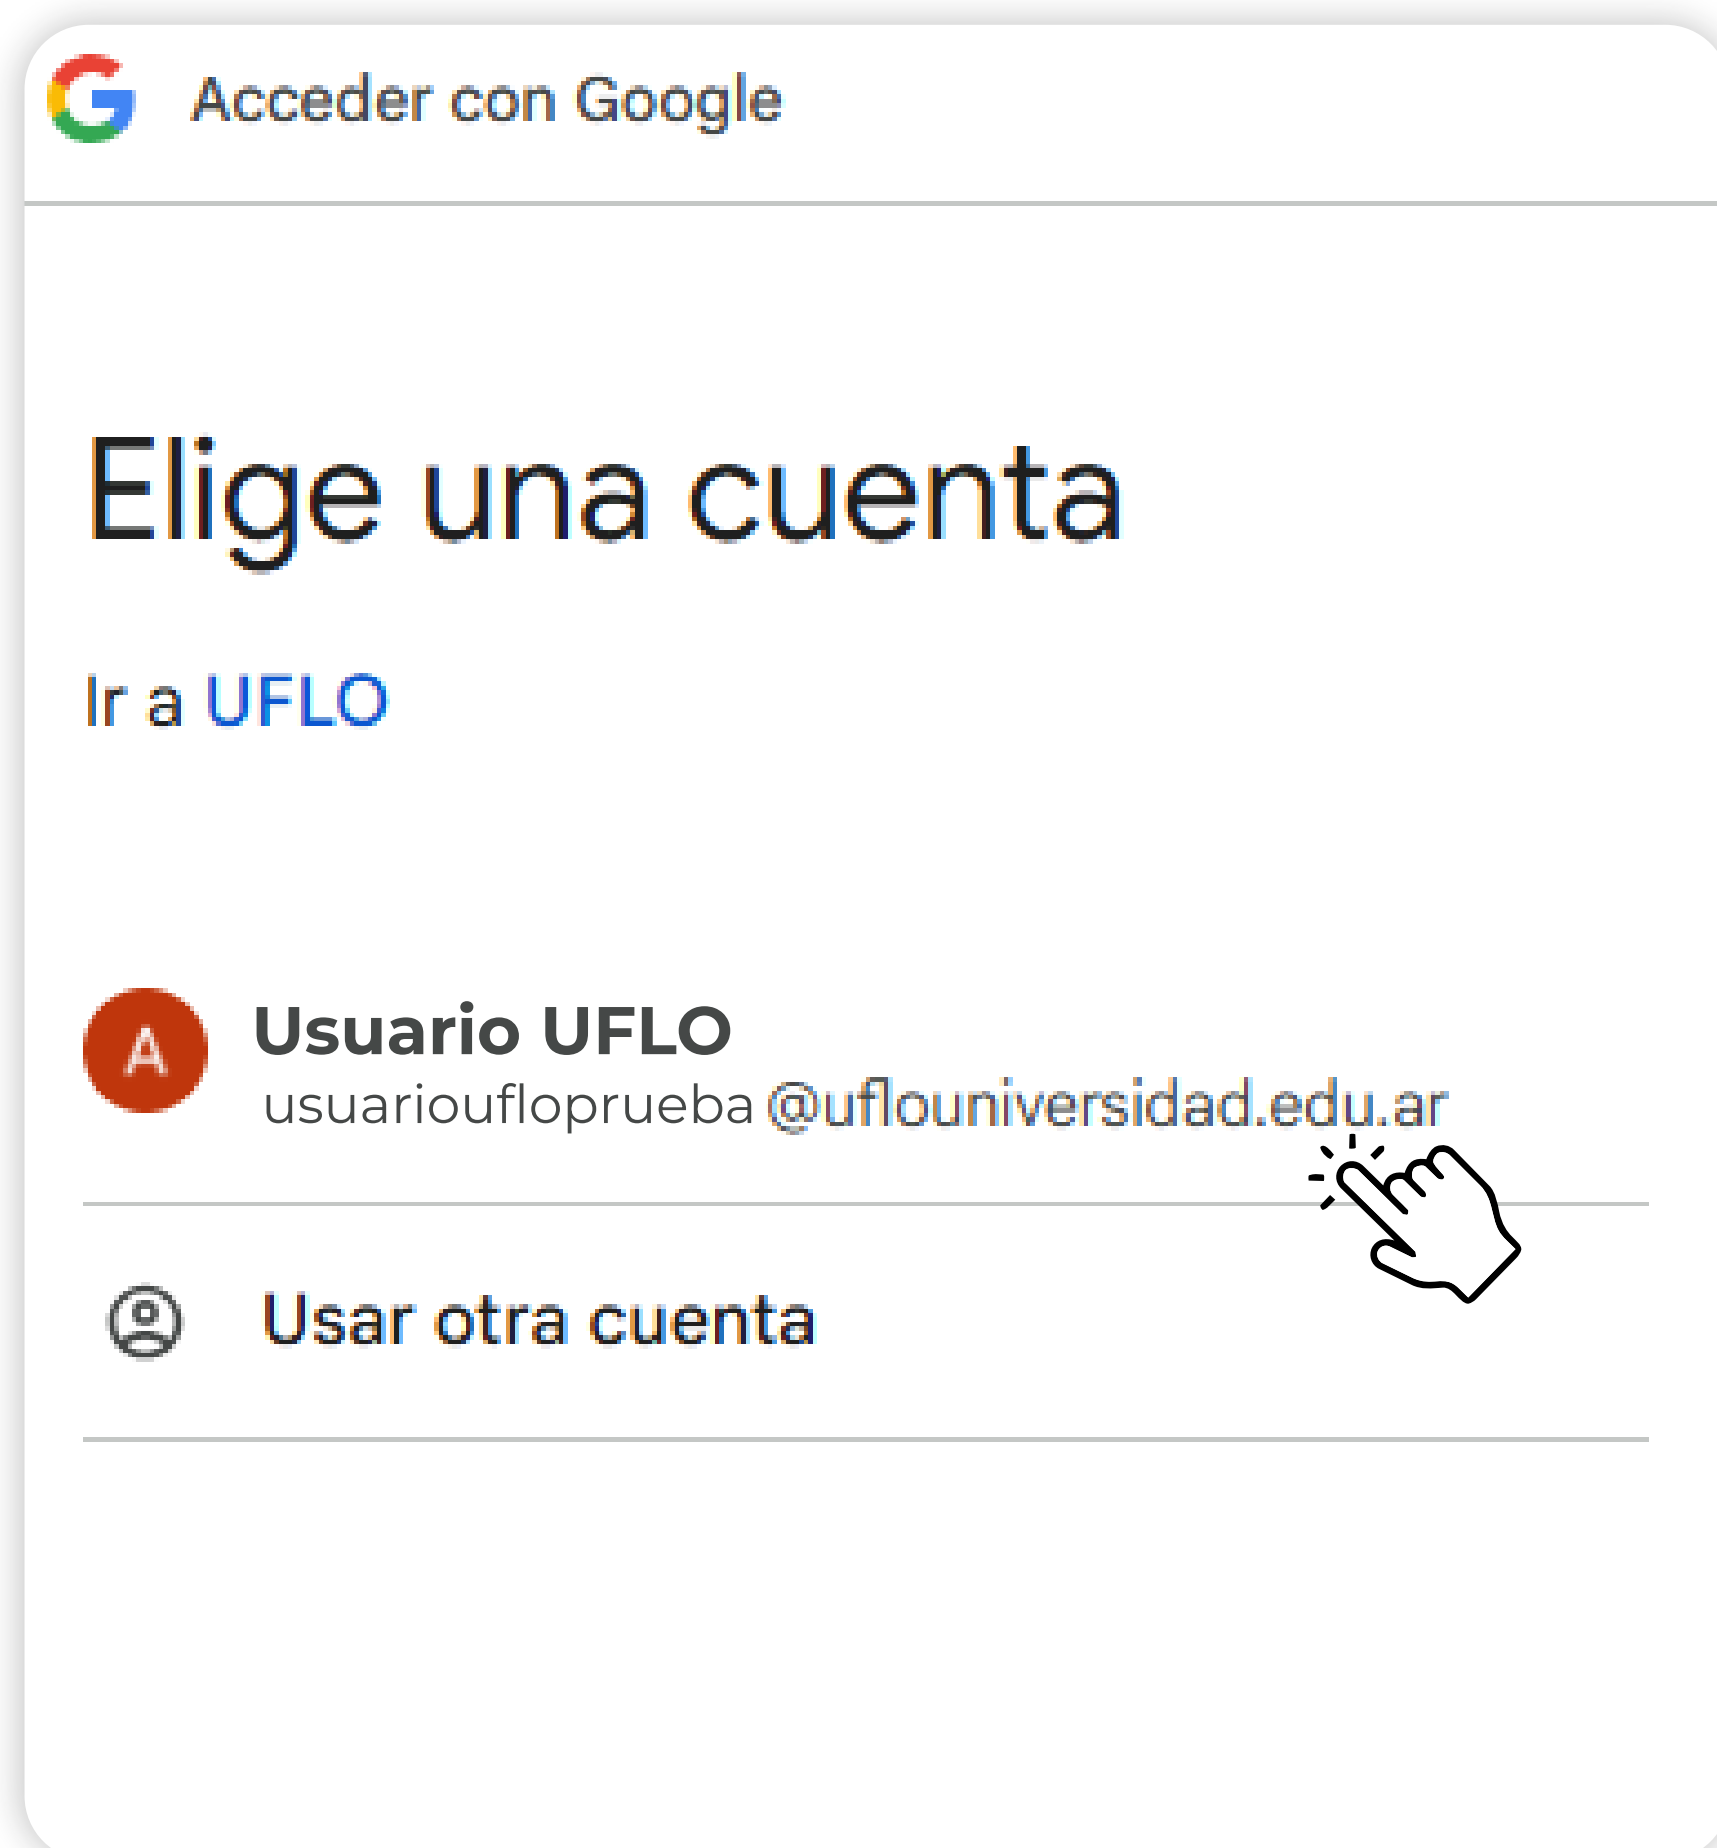 Acceder con Google
Elige una cuenta
Ir a UFLO
A
Usuario UFLO
usuarioufloprueba @uflouniversidad.edu.ar
Usar otra cuenta